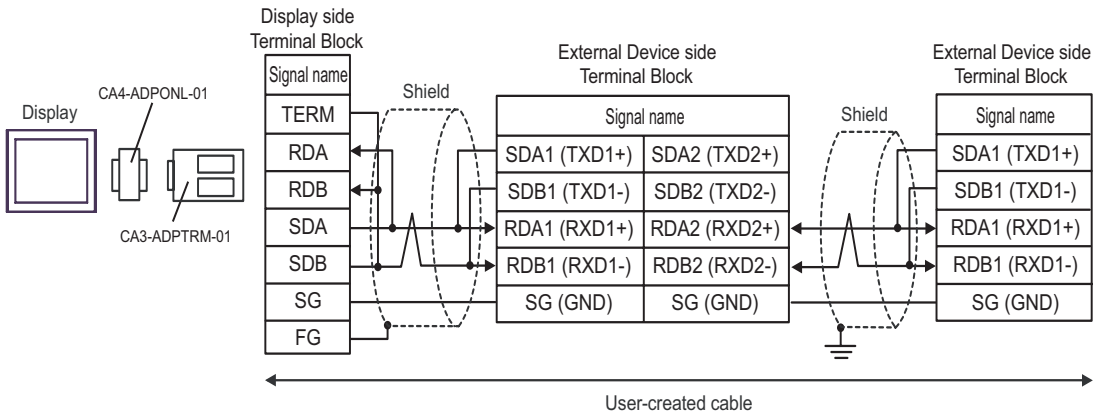 Display side
Terminal Block
External Device side
Terminal Block
External Device side
Terminal Block
Display
CA4-ADPONL-01
CA3-ADPTRM-01
Signal name
TERM
RDA
RDB
SDA
SDB
SG
FG
Shield
Signal name
SDA1 (TXD1+) SDA2 (TXD2+)
SDB1 (TXD1-) SDB2 (TXD2-)
RDA1 (RXD1+) RDA2 (RXD2+)
RDB1 (RXD1-) RDB2 (RXD2-)
SG (GND) SG (GND)
Shield
Signal name
SDA1 (TXD1+)
SDB1 (TXD1-)
RDA1 (RXD1+)
RDB1 (RXD1-)
SG (GND)
User-created cable